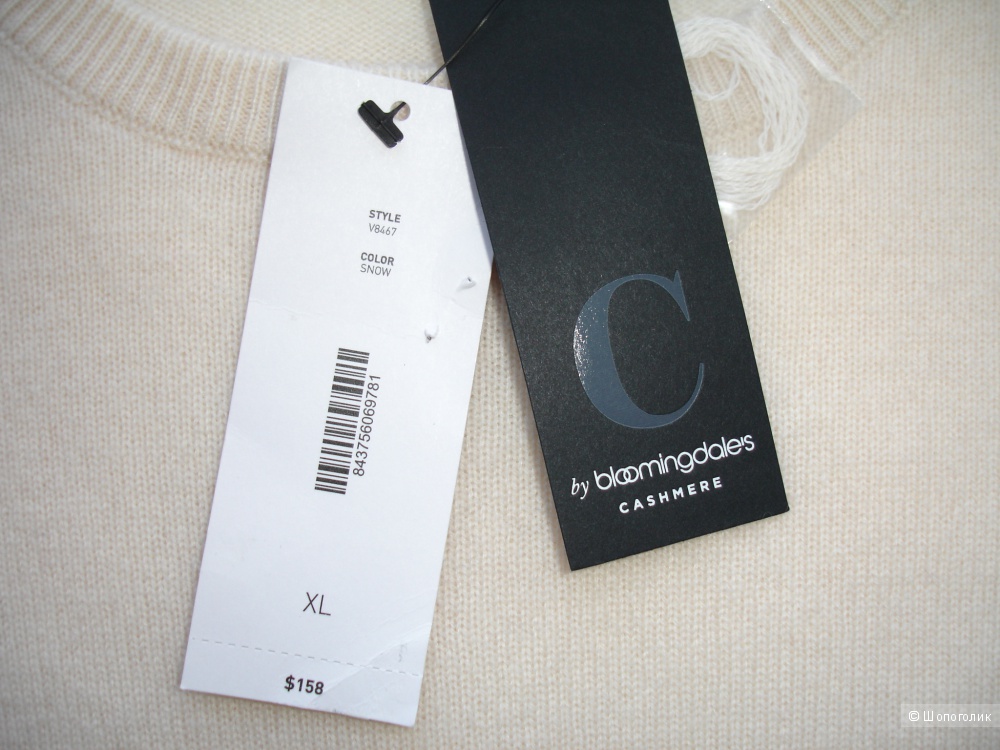 STYLE
V8467
COLOR
SNOW
843756069781
XL
$158
C
by bloomingdale's
CASHMERE
© Шопоголик